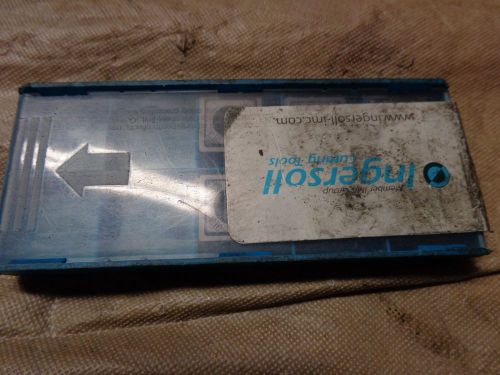 Member IMC Group
Ingersoll
Cutting Tools
www.ingersoll-imc.com